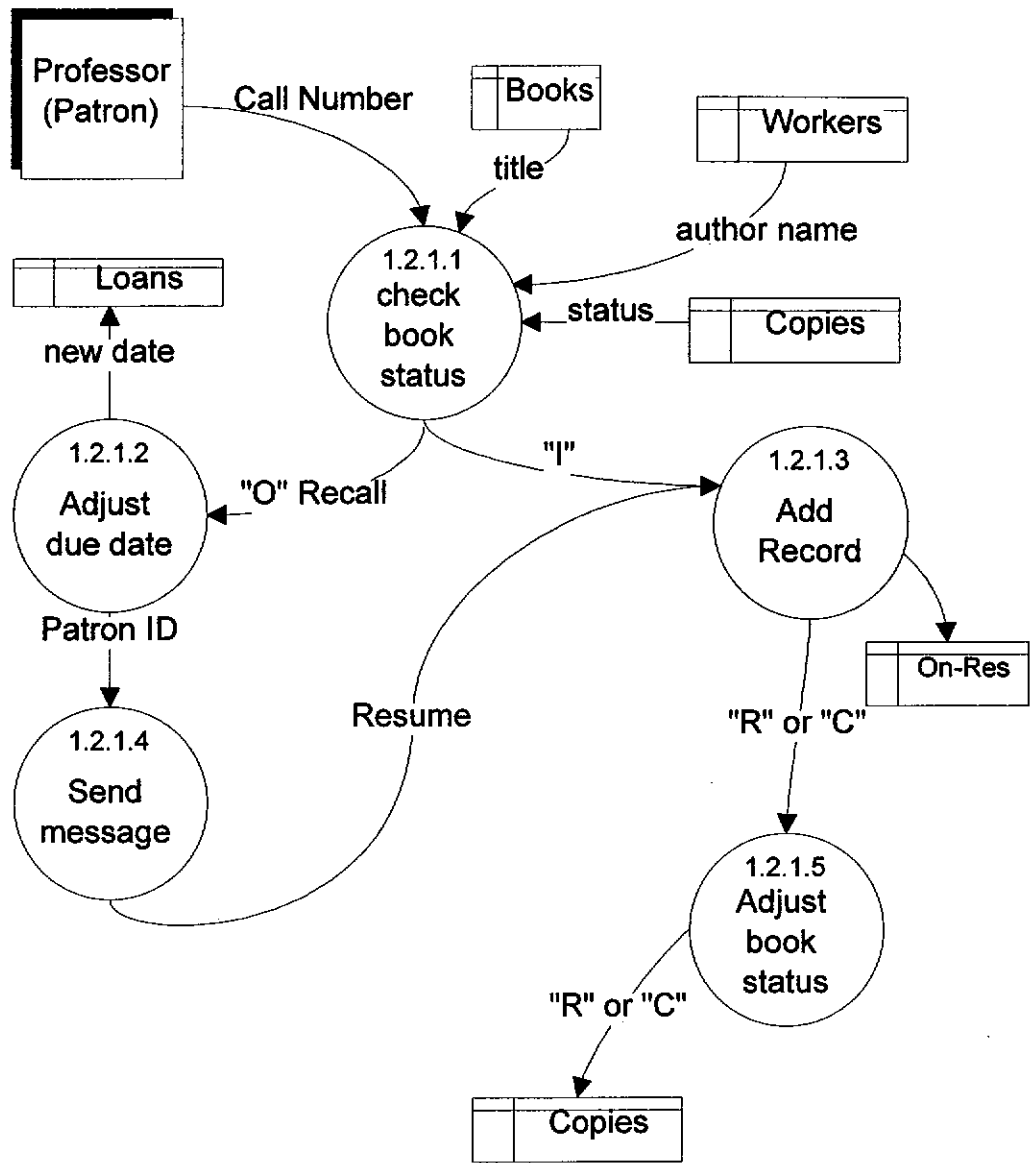 Professor
(Patron)
Call Number
Books
Workers
title
author name
1.2.1.1
check
book
status
status
Copies
Loans
new date
1.2.1.2
Adjust
due date
"O" Recall
"I"
1.2.1.3
Add
Record
Patron ID
On-Res
1.2.1.4
Send
message
Resume
"R" or "C"
1.2.1.5
Adjust
book
status
"R" or "C"
Copies